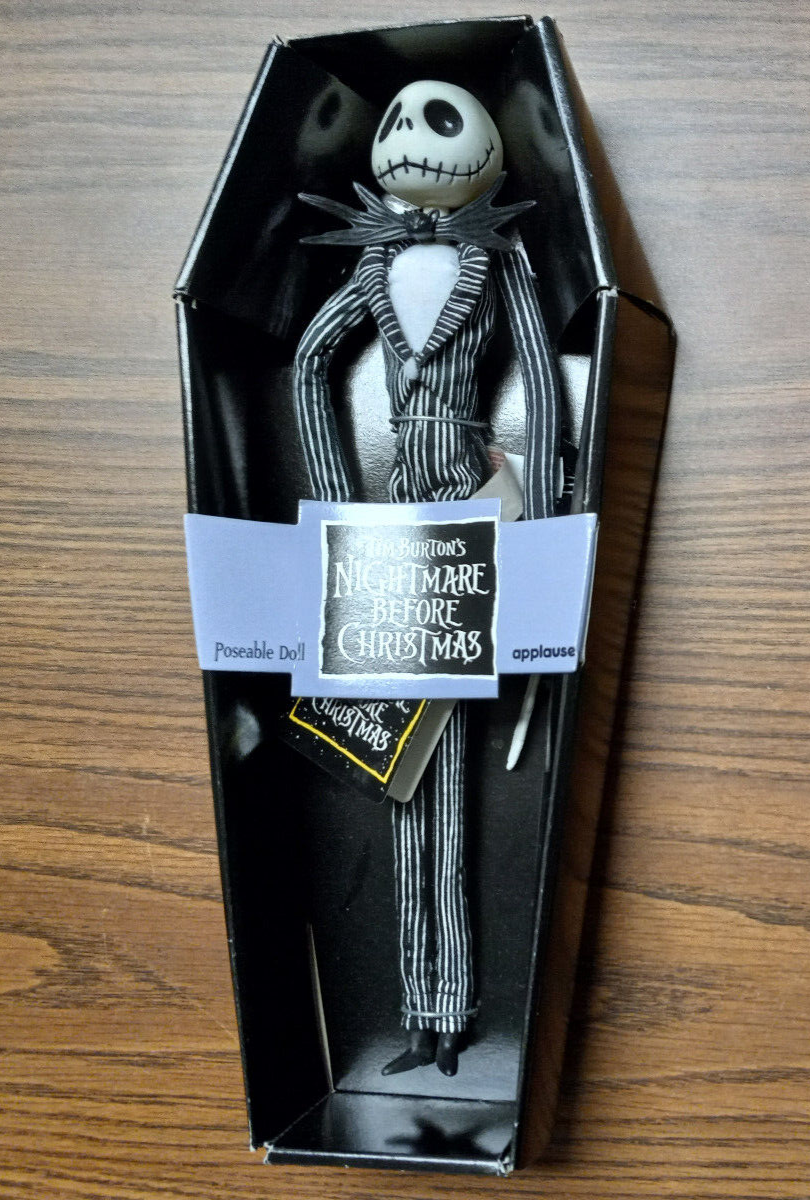 TIM BURTON'S
NIGHTMARE
BEFORE
CHRISTMAS
Poseable Doll
applause
CHRISTMAS